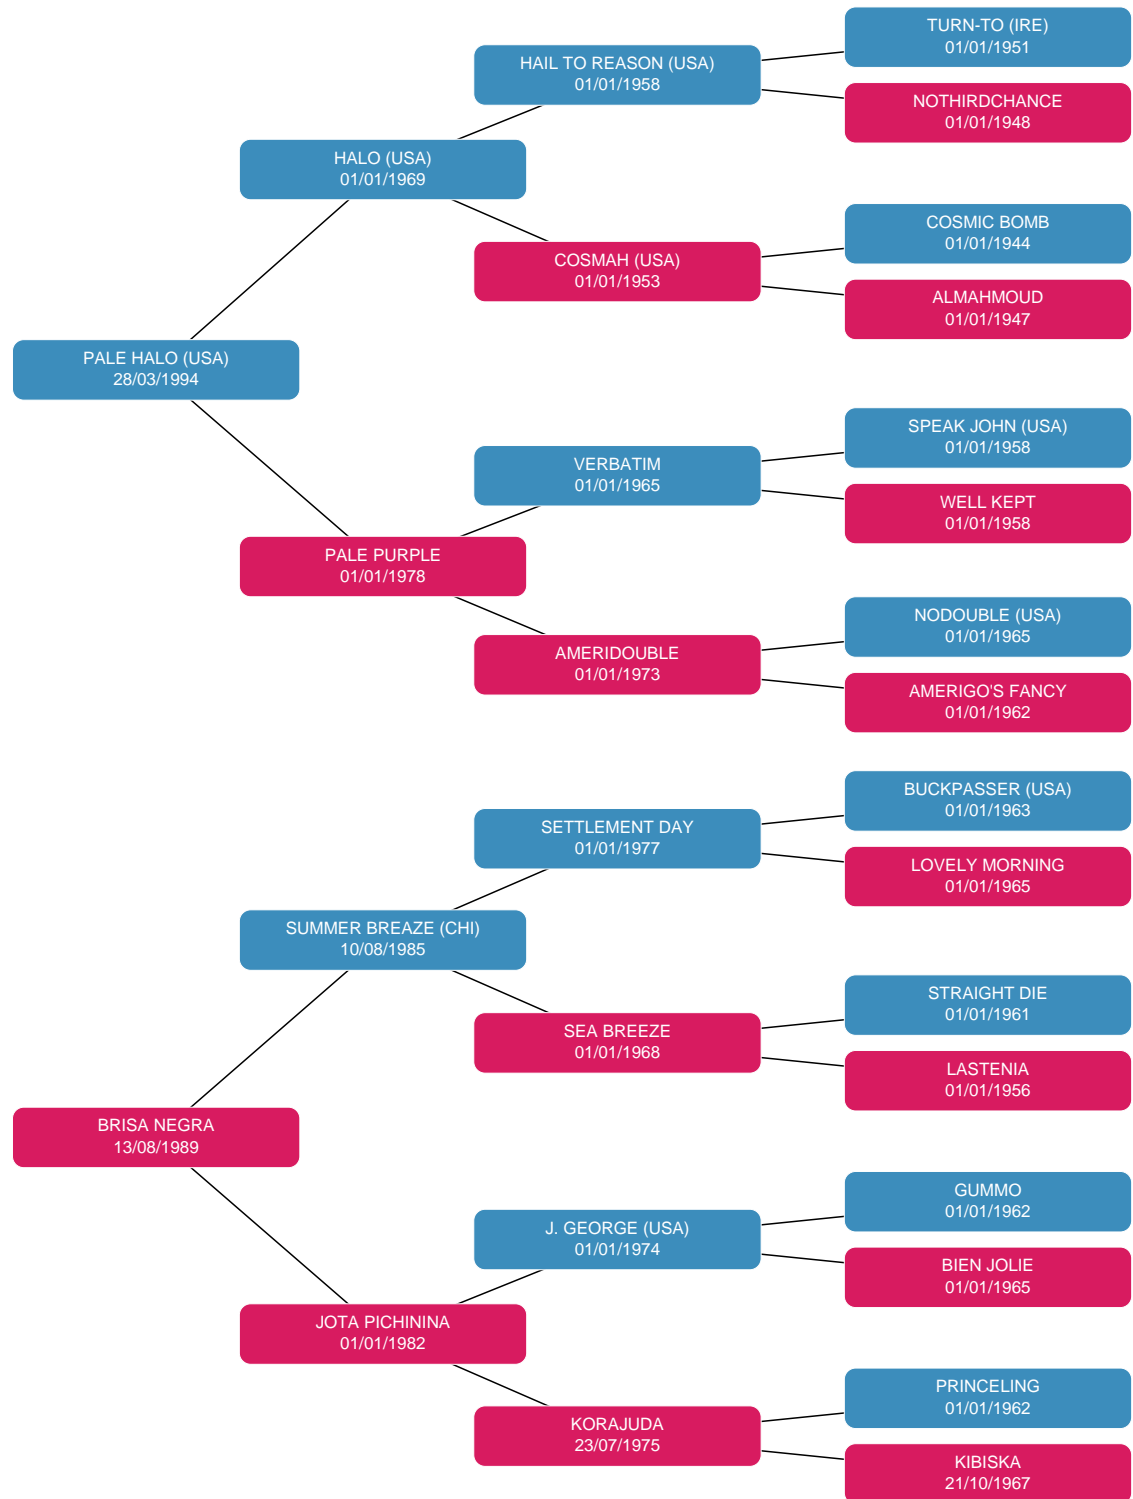 TURN-TO (IRE)
01/01/1951
HAIL TO REASON (USA)
01/01/1958
NOTHIRDCHANCE
01/01/1948
HALO (USA)
01/01/1969
COSMIC BOMB
01/01/1944
COSMAH (USA)
01/01/1953
ALMAHMOUD
01/01/1947
PALE HALO (USA)
28/03/1994
SPEAK JOHN (USA)
01/01/1958
VERBATIM
01/01/1965
WELL KEPT
01/01/1958
PALE PURPLE
01/01/1978
NODOUBLE (USA)
01/01/1965
AMERIDOUBLE
01/01/1973
AMERIGO'S FANCY
01/01/1962
BUCKPASSER (USA)
01/01/1963
SETTLEMENT DAY
01/01/1977
LOVELY MORNING
01/01/1965
SUMMER BREAZE (CHI)
10/08/1985
STRAIGHT DIE
01/01/1961
SEA BREEZE
01/01/1968
LASTENIA
01/01/1956
BRISA NEGRA
13/08/1989
GUMMO
01/01/1962
J. GEORGE (USA)
01/01/1974
BIEN JOLIE
01/01/1965
JOTA PICHININA
01/01/1982
PRINCELING
01/01/1962
KORAJUDA
23/07/1975
KIBISKA
21/10/1967